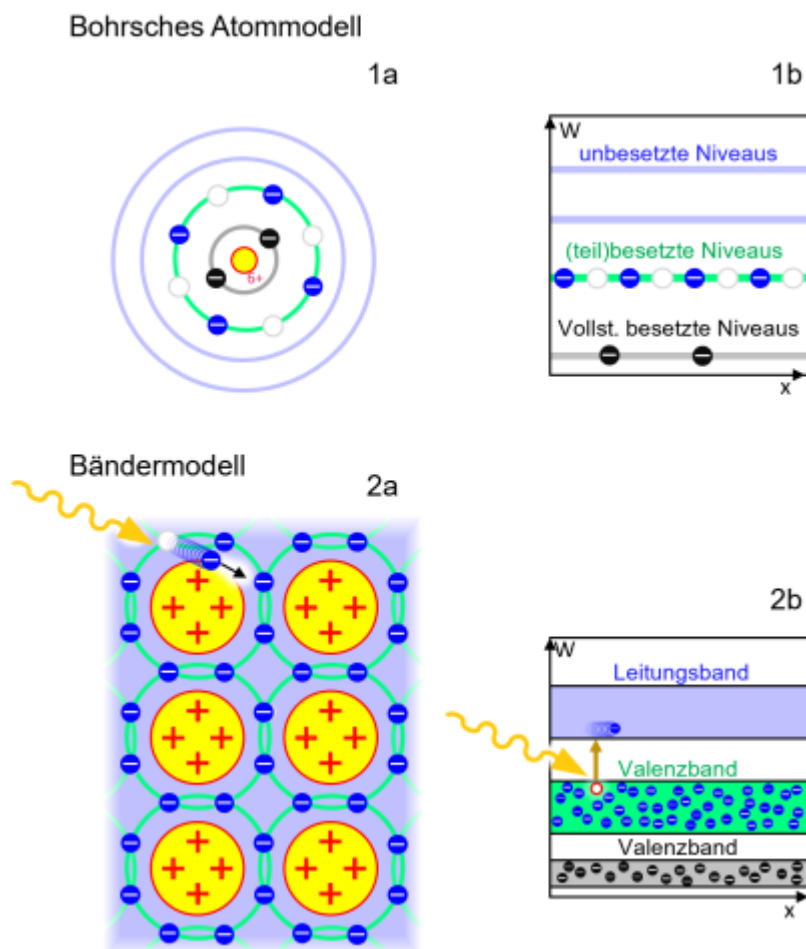 Bohrsches Atommodell
1a
6+
1b
W
unbesetzte Niveaus
(teil)besetzte Niveaus
Vollst. besetzte Niveaus
x
Bändermodell
2a
2b
W
Leitungsband
Valenzband
Valenzband
x